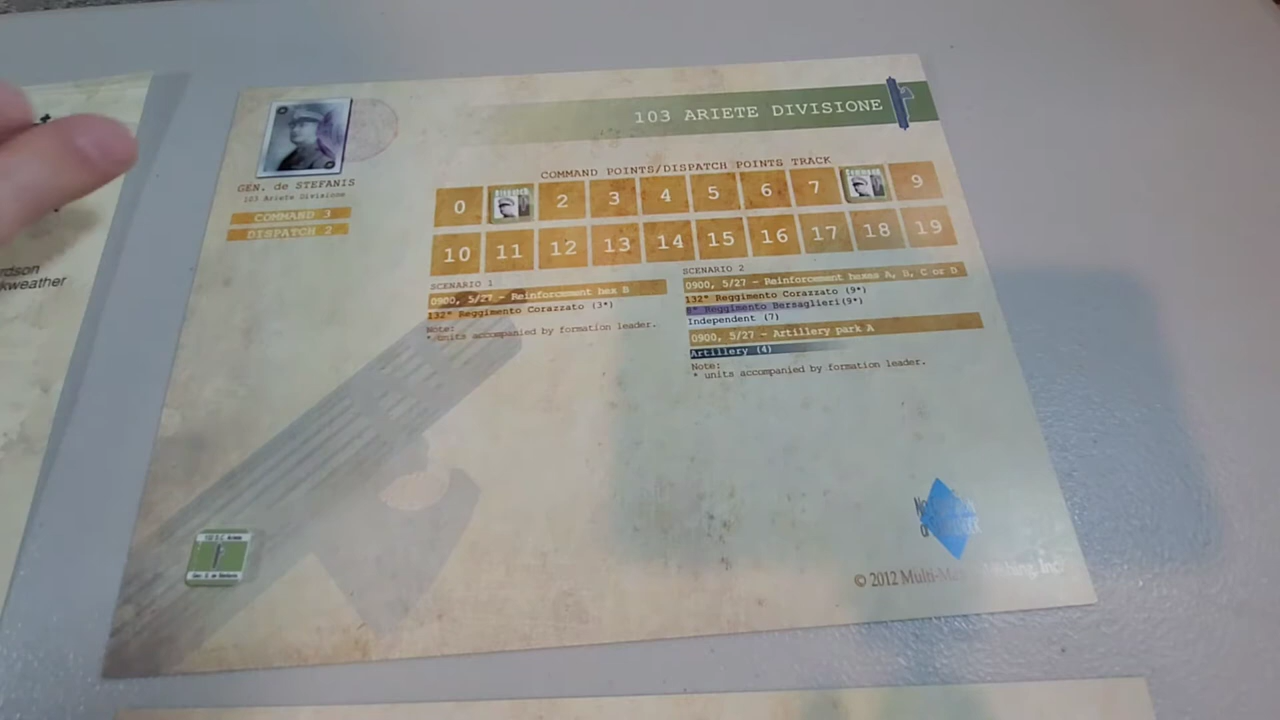 103 ARIETE DIVISIONE
GEN. de STEFANIS
103 Ariete Divisione
COMMAND 3
DISPATCH 2
COMMAND POINTS/DISPATCH POINTS TRACK
0 2 3 4 5 6 7 9
10 11 12 13 14 15 16 17 18 19
SCENARIO 1
0900, 5/27 - Reinforcement hex B
132° Reggimento Corazzato (3*)
Note:
* units accompanied by formation leader.
SCENARIO 2
0900, 5/27 - Reinforcement hexes A, B, C or D
132° Reggimento Corazzato (9*)
8° Reggimento Bersaglieri(9*)
Independent (7)
0900, 5/27 - Artillery park A
Artillery (4)
Note:
* units accompanied by formation leader.
rdson
kweather
© 2012 Multi-Ma